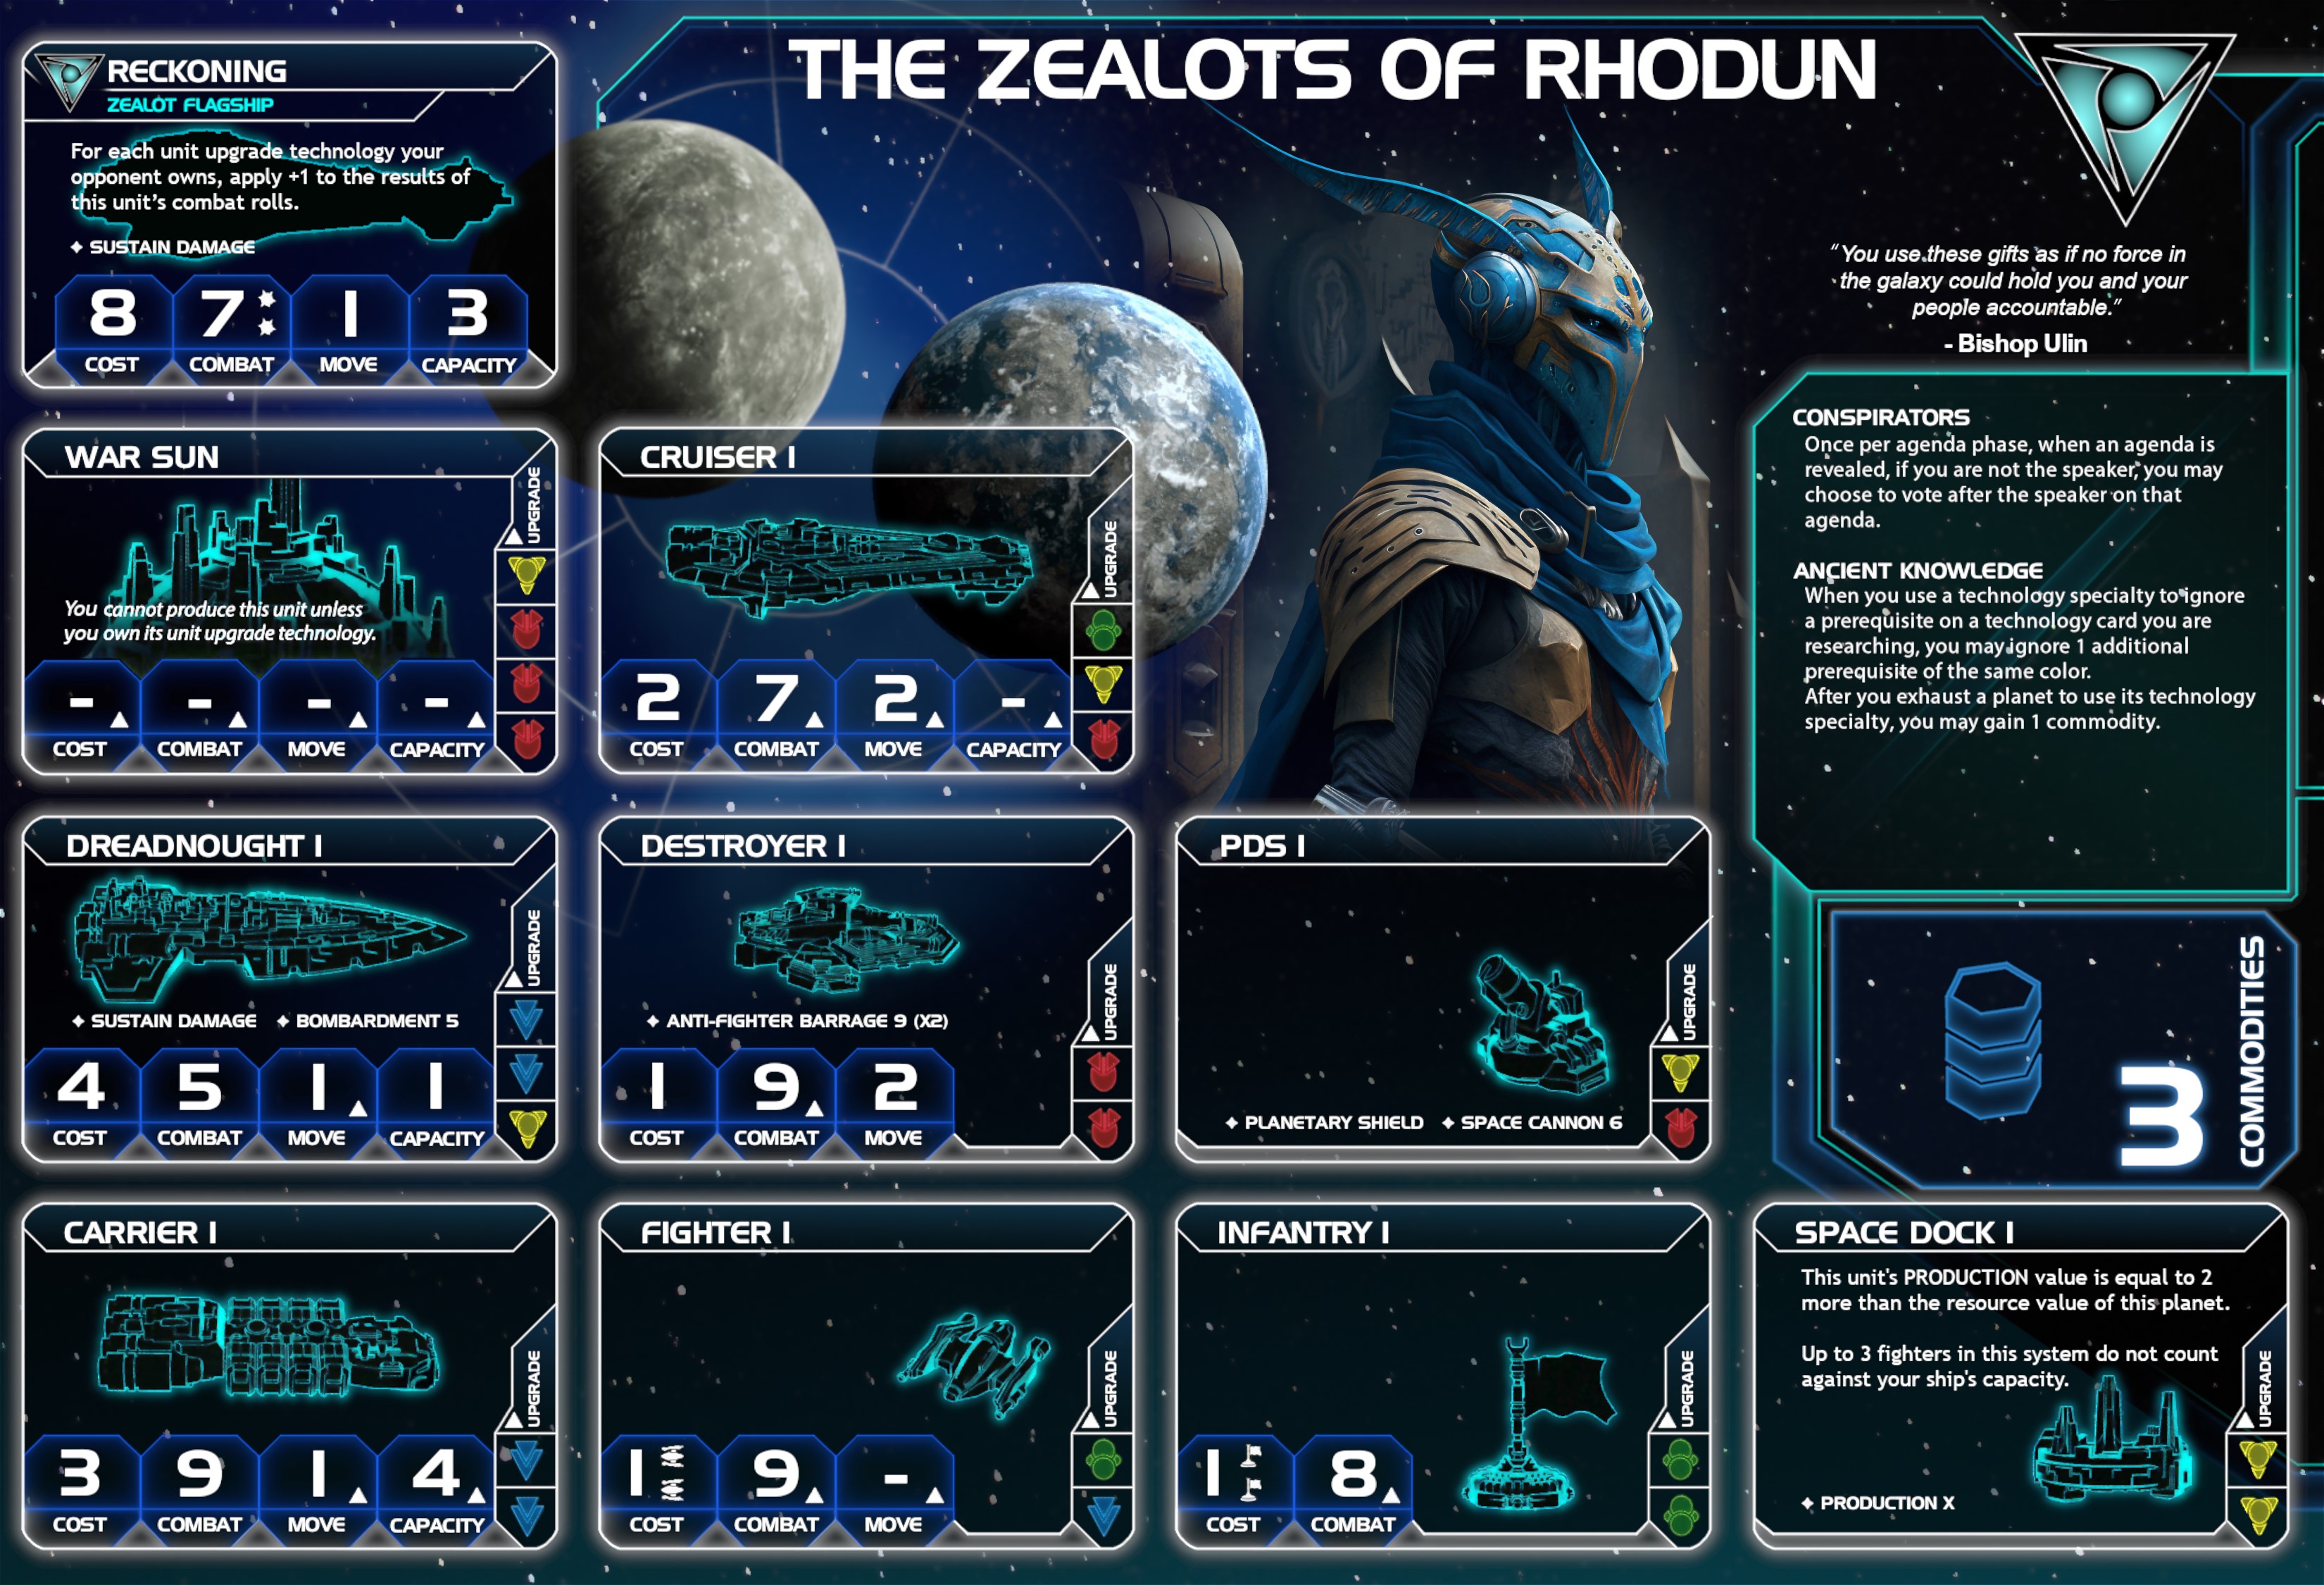 THE ZEALOTS OF RHODUN
RECKONING
ZEALOT FLAGSHIP
For each unit upgrade technology your
opponent owns, apply +1 to the results of
this unit's combat rolls.
SUSTAIN DAMAGE
8 7 1 3
COST COMBAT MOVE CAPACITY
"You use these gifts as if no force in
the galaxy could hold you and your
people accountable."
- Bishop Ulin
CONSPIRATORS
Once per agenda phase, when an agenda is
revealed, if you are not the speaker, you may
choose to vote after the speaker on that
agenda.
ANCIENT KNOWLEDGE
When you use a technology specialty to ignore
a prerequisite on a technology card you are
researching, you may ignore 1 additional
prerequisite of the same color.
After you exhaust a planet to use its technology
specialty, you may gain 1 commodity.
WAR SUN
UPGRADE
You cannot produce this unit unless
you own its unit upgrade technology.
- - - -
COST COMBAT MOVE CAPACITY
CRUISER I
UPGRADE
2 7 2 -
COST COMBAT MOVE CAPACITY
DREADNOUGHT I
UPGRADE
SUSTAIN DAMAGE BOMBARDMENT 5
4 5 1 1
COST COMBAT MOVE CAPACITY
DESTROYER I
UPGRADE
ANTI-FIGHTER BARRAGE 9 (X2)
1 9 2
COST COMBAT MOVE
PDS I
UPGRADE
PLANETARY SHIELD SPACE CANNON 6
3
COMMODITIES
CARRIER I
UPGRADE
3 9 1 4
COST COMBAT MOVE CAPACITY
FIGHTER I
UPGRADE
1 9 -
COST COMBAT MOVE
INFANTRY I
UPGRADE
1 8
COST COMBAT
SPACE DOCK I
This unit's PRODUCTION value is equal to 2
more than the resource value of this planet.
Up to 3 fighters in this system do not count
against your ship's capacity.
UPGRADE
PRODUCTION X